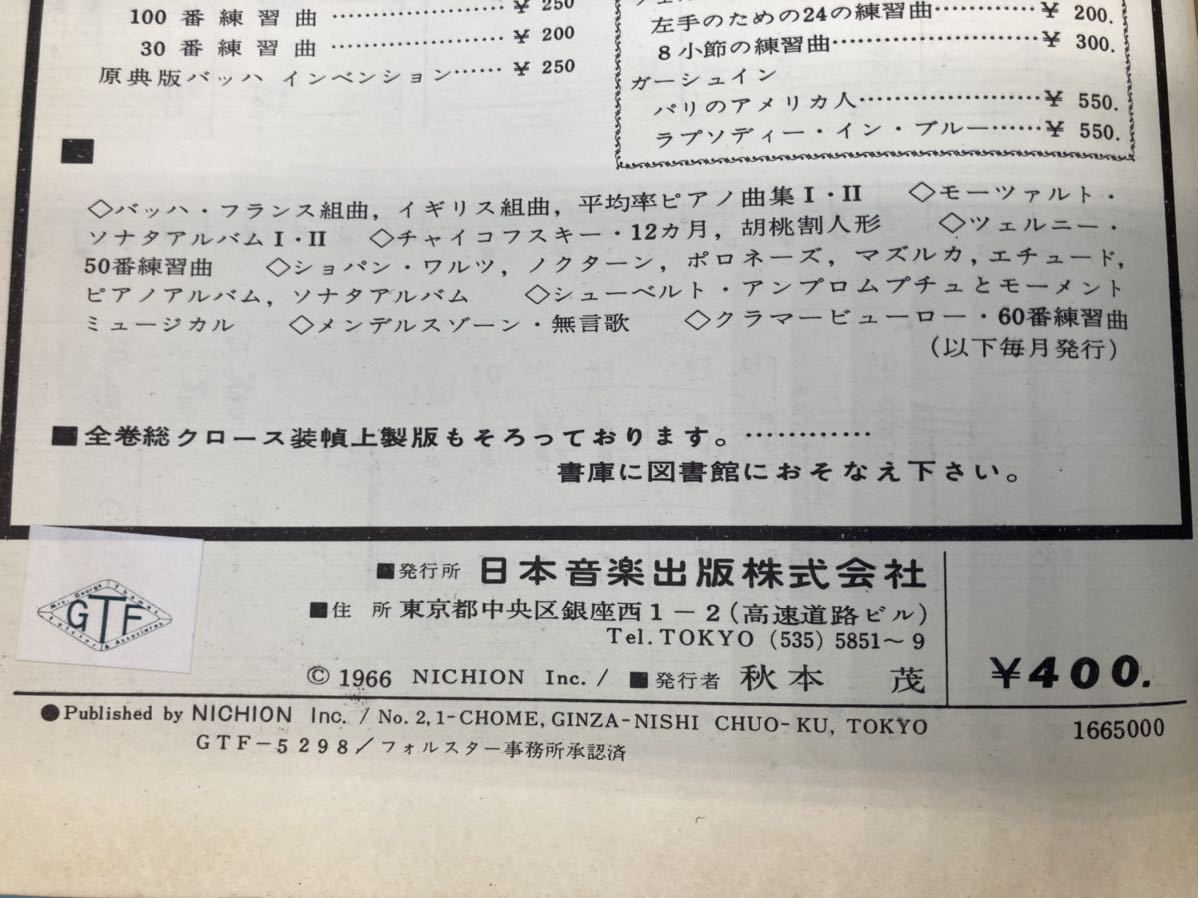 100番練習曲 ¥ 250
30番練習曲 ¥ 200
原典版バッハ インベンション ¥ 250
左手のための24の練習曲 ¥ 200.
8小節の練習曲 ¥ 300.
ガーシュイン
パリのアメリカ人 ¥ 550.
ラプソディー・イン・ブルー ¥ 550.
■
◇バッハ・フランス組曲, イギリス組曲, 平均率ピアノ曲集I・II ◇モーツァルト・
ソナタアルバムI・II ◇チャイコフスキー・12カ月, 胡桃割人形 ◇ツェルニー・
50番練習曲 ◇ショパン・ワルツ, ノクターン, ポロネーズ, マズルカ, エチュード,
ピアノアルバム, ソナタアルバム ◇シューベルト・アンプロムプチュとモーメント
ミュージカル ◇メンデルスゾーン・無言歌 ◇クラマービューロー・60番練習曲
(以下毎月発行)
■全巻総クロース装幀上製版もそろっております。…………
書庫に図書館におそなえ下さい。
GTF
Mrs. George Thomas Folster & Associates
■発行所 日本音楽出版株式会社
■住 所 東京都中央区銀座西1-2(高速道路ビル)
Tel. TOKYO (535) 5851~9
© 1966 NICHION Inc. / ■発行者 秋本 茂
¥400.
●Published by NICHION Inc. / No. 2, 1-CHOME, GINZA-NISHI CHUO-KU, TOKYO 1665000
GTF-5298/フォルスター事務所承認済